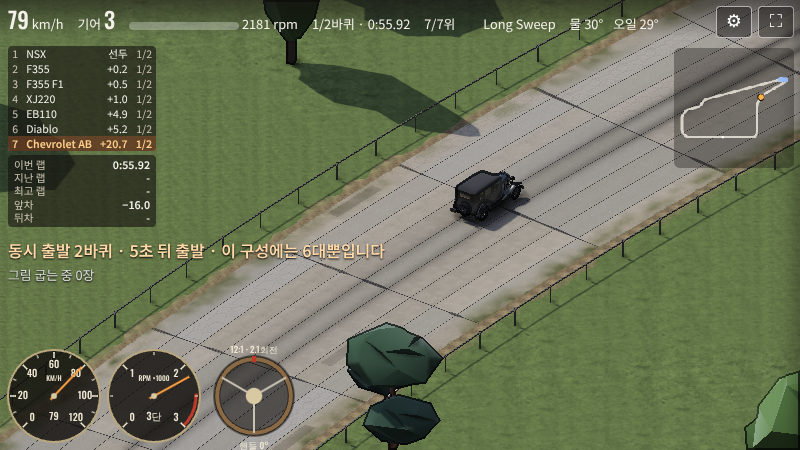 79 km/h 기어 3 2181 rpm 1/2바퀴 · 0:55.92 7/7위 Long Sweep 물 30° 오일 29°
1 NSX 선두 1/2
2 F355 +0.2 1/2
3 F355 F1 +0.5 1/2
4 XJ220 +1.0 1/2
5 EB110 +4.9 1/2
6 Diablo +5.2 1/2
7 Chevrolet AB +20.7 1/2
이번 랩 0:55.92
지난 랩 -
최고 랩 -
앞차 −16.0
뒤차 -
동시 출발 2바퀴 · 5초 뒤 출발 · 이 구성에는 6대뿐입니다
그림 굽는 중 0장
0 20 40 60 80 100 120 KM/H 79
0 1 2 3 RPM ×1000 3단
12:1 · 2.1회전
핸들 0°